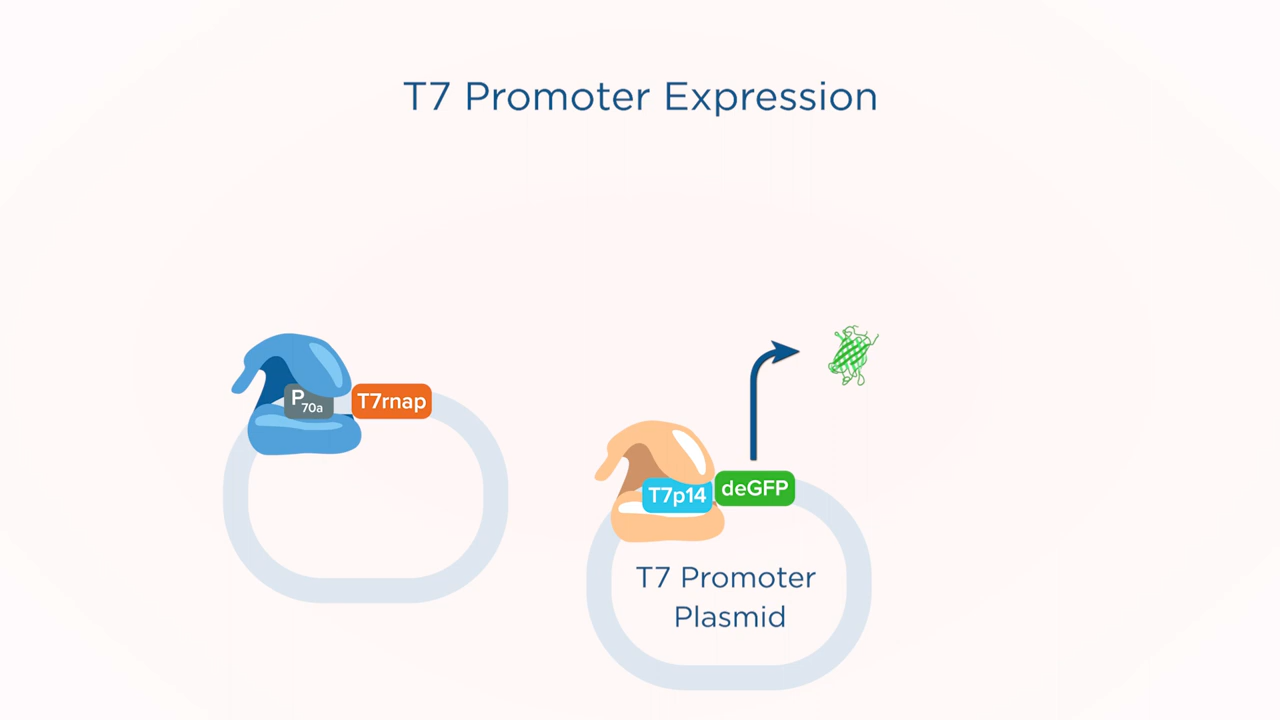 T7 Promoter Expression
P70a
T7rnap
T7p14
deGFP
T7 Promoter
Plasmid